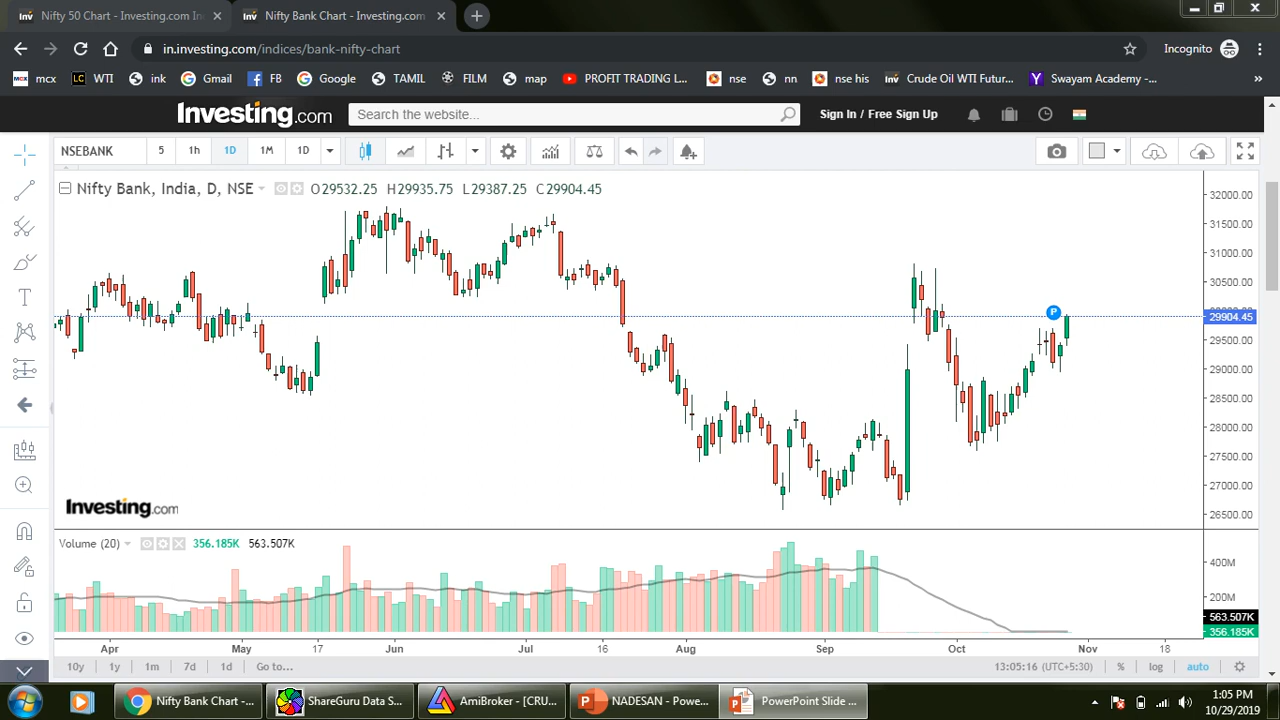 Nifty 50 Chart - Investing.com In
Nifty Bank Chart - Investing.com
in.investing.com/indices/bank-nifty-chart
Incognito
mcx
LC WTI
ink
Gmail
FB
Google
TAMIL
FILM
map
PROFIT TRADING L...
nse
nn
nse his
Inv Crude Oil WTI Futur...
Swayam Academy -...
»
Investing.com
Search the website...
Sign In / Free Sign Up
NSEBANK
5
1h
1D
1M
1D
Nifty Bank, India, D, NSE
O29532.25 H29935.75 L29387.25 C29904.45
32000.00
31500.00
31000.00
30500.00
P
29904.45
29500.00
29000.00
28500.00
28000.00
27500.00
27000.00
26500.00
Investing.com
Volume (20)
356.185K
563.507K
400M
200M
563.507K
356.185K
Apr
May
17
Jun
Jul
16
Aug
Sep
Oct
Nov
18
10y
1y
1m
7d
1d
Go to...
13:05:16 (UTC+5:30)
%
log
auto
Nifty Bank Chart -...
ShareGuru Data S...
AmiBroker - [CRU...
NADESAN - Powe...
PowerPoint Slide ...
1:05 PM
10/29/2019